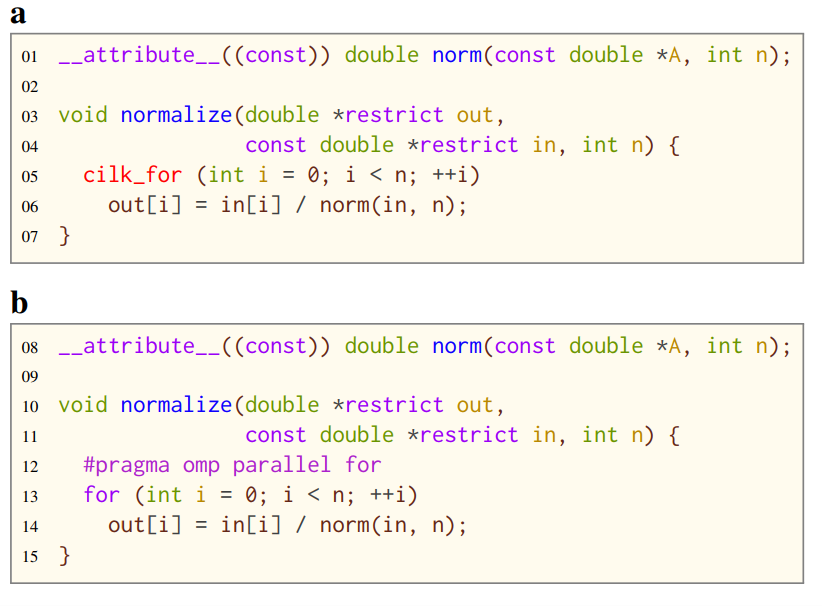 a
01 __attribute__((const)) double norm(const double *A, int n);
02
03 void normalize(double *restrict out,
04                const double *restrict in, int n) {
05   cilk_for (int i = 0; i < n; ++i)
06     out[i] = in[i] / norm(in, n);
07 }
b
08 __attribute__((const)) double norm(const double *A, int n);
09
10 void normalize(double *restrict out,
11                const double *restrict in, int n) {
12   #pragma omp parallel for
13   for (int i = 0; i < n; ++i)
14     out[i] = in[i] / norm(in, n);
15 }